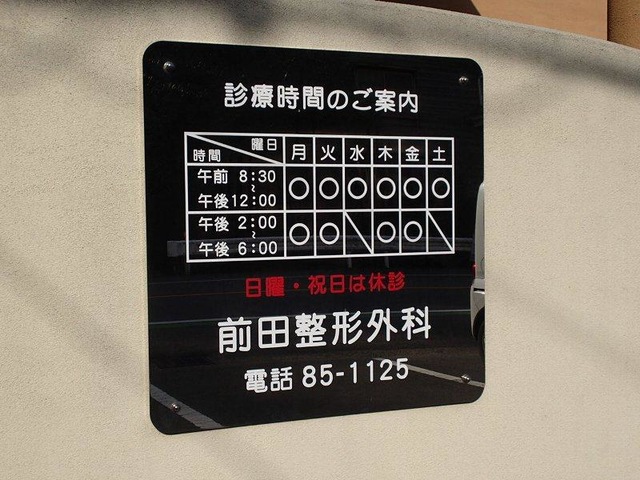 診療時間のご案内
曜日 月 火 水 木 金 土
時間
午前 8:30 ~ 午後12:00 ○ ○ ○ ○ ○ ○
午後 2:00 ~ 午後 6:00 ○ ○ ＼ ○ ○ ＼
日曜・祝日は休診
前田整形外科
電話 85-1125